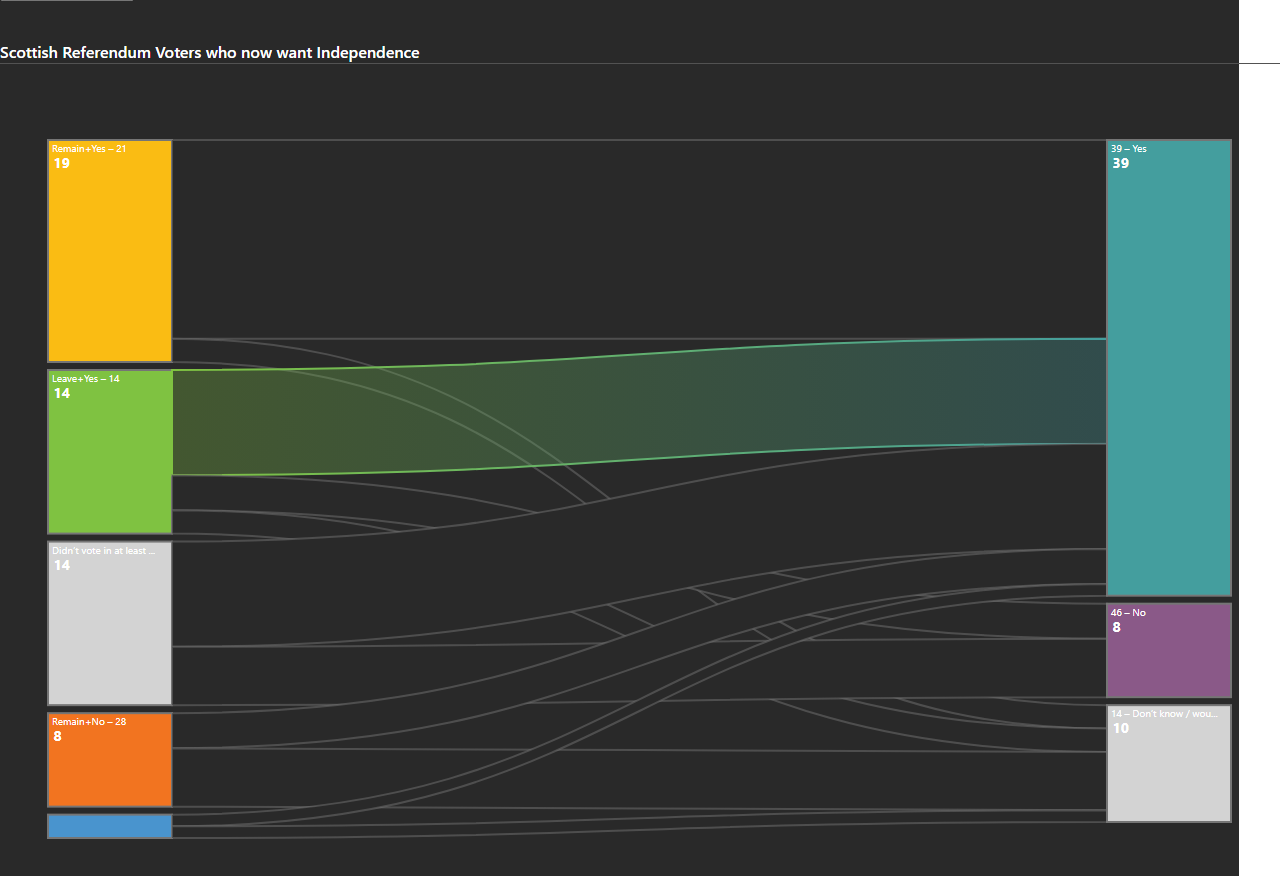 Scottish Referendum Voters who now want Independence
Remain+Yes – 21
19
39 – Yes
39
Leave+Yes – 14
14
Didn't vote in at least ...
14
46 – No
8
Remain+No – 28
8
14 – Don't know / wou...
10